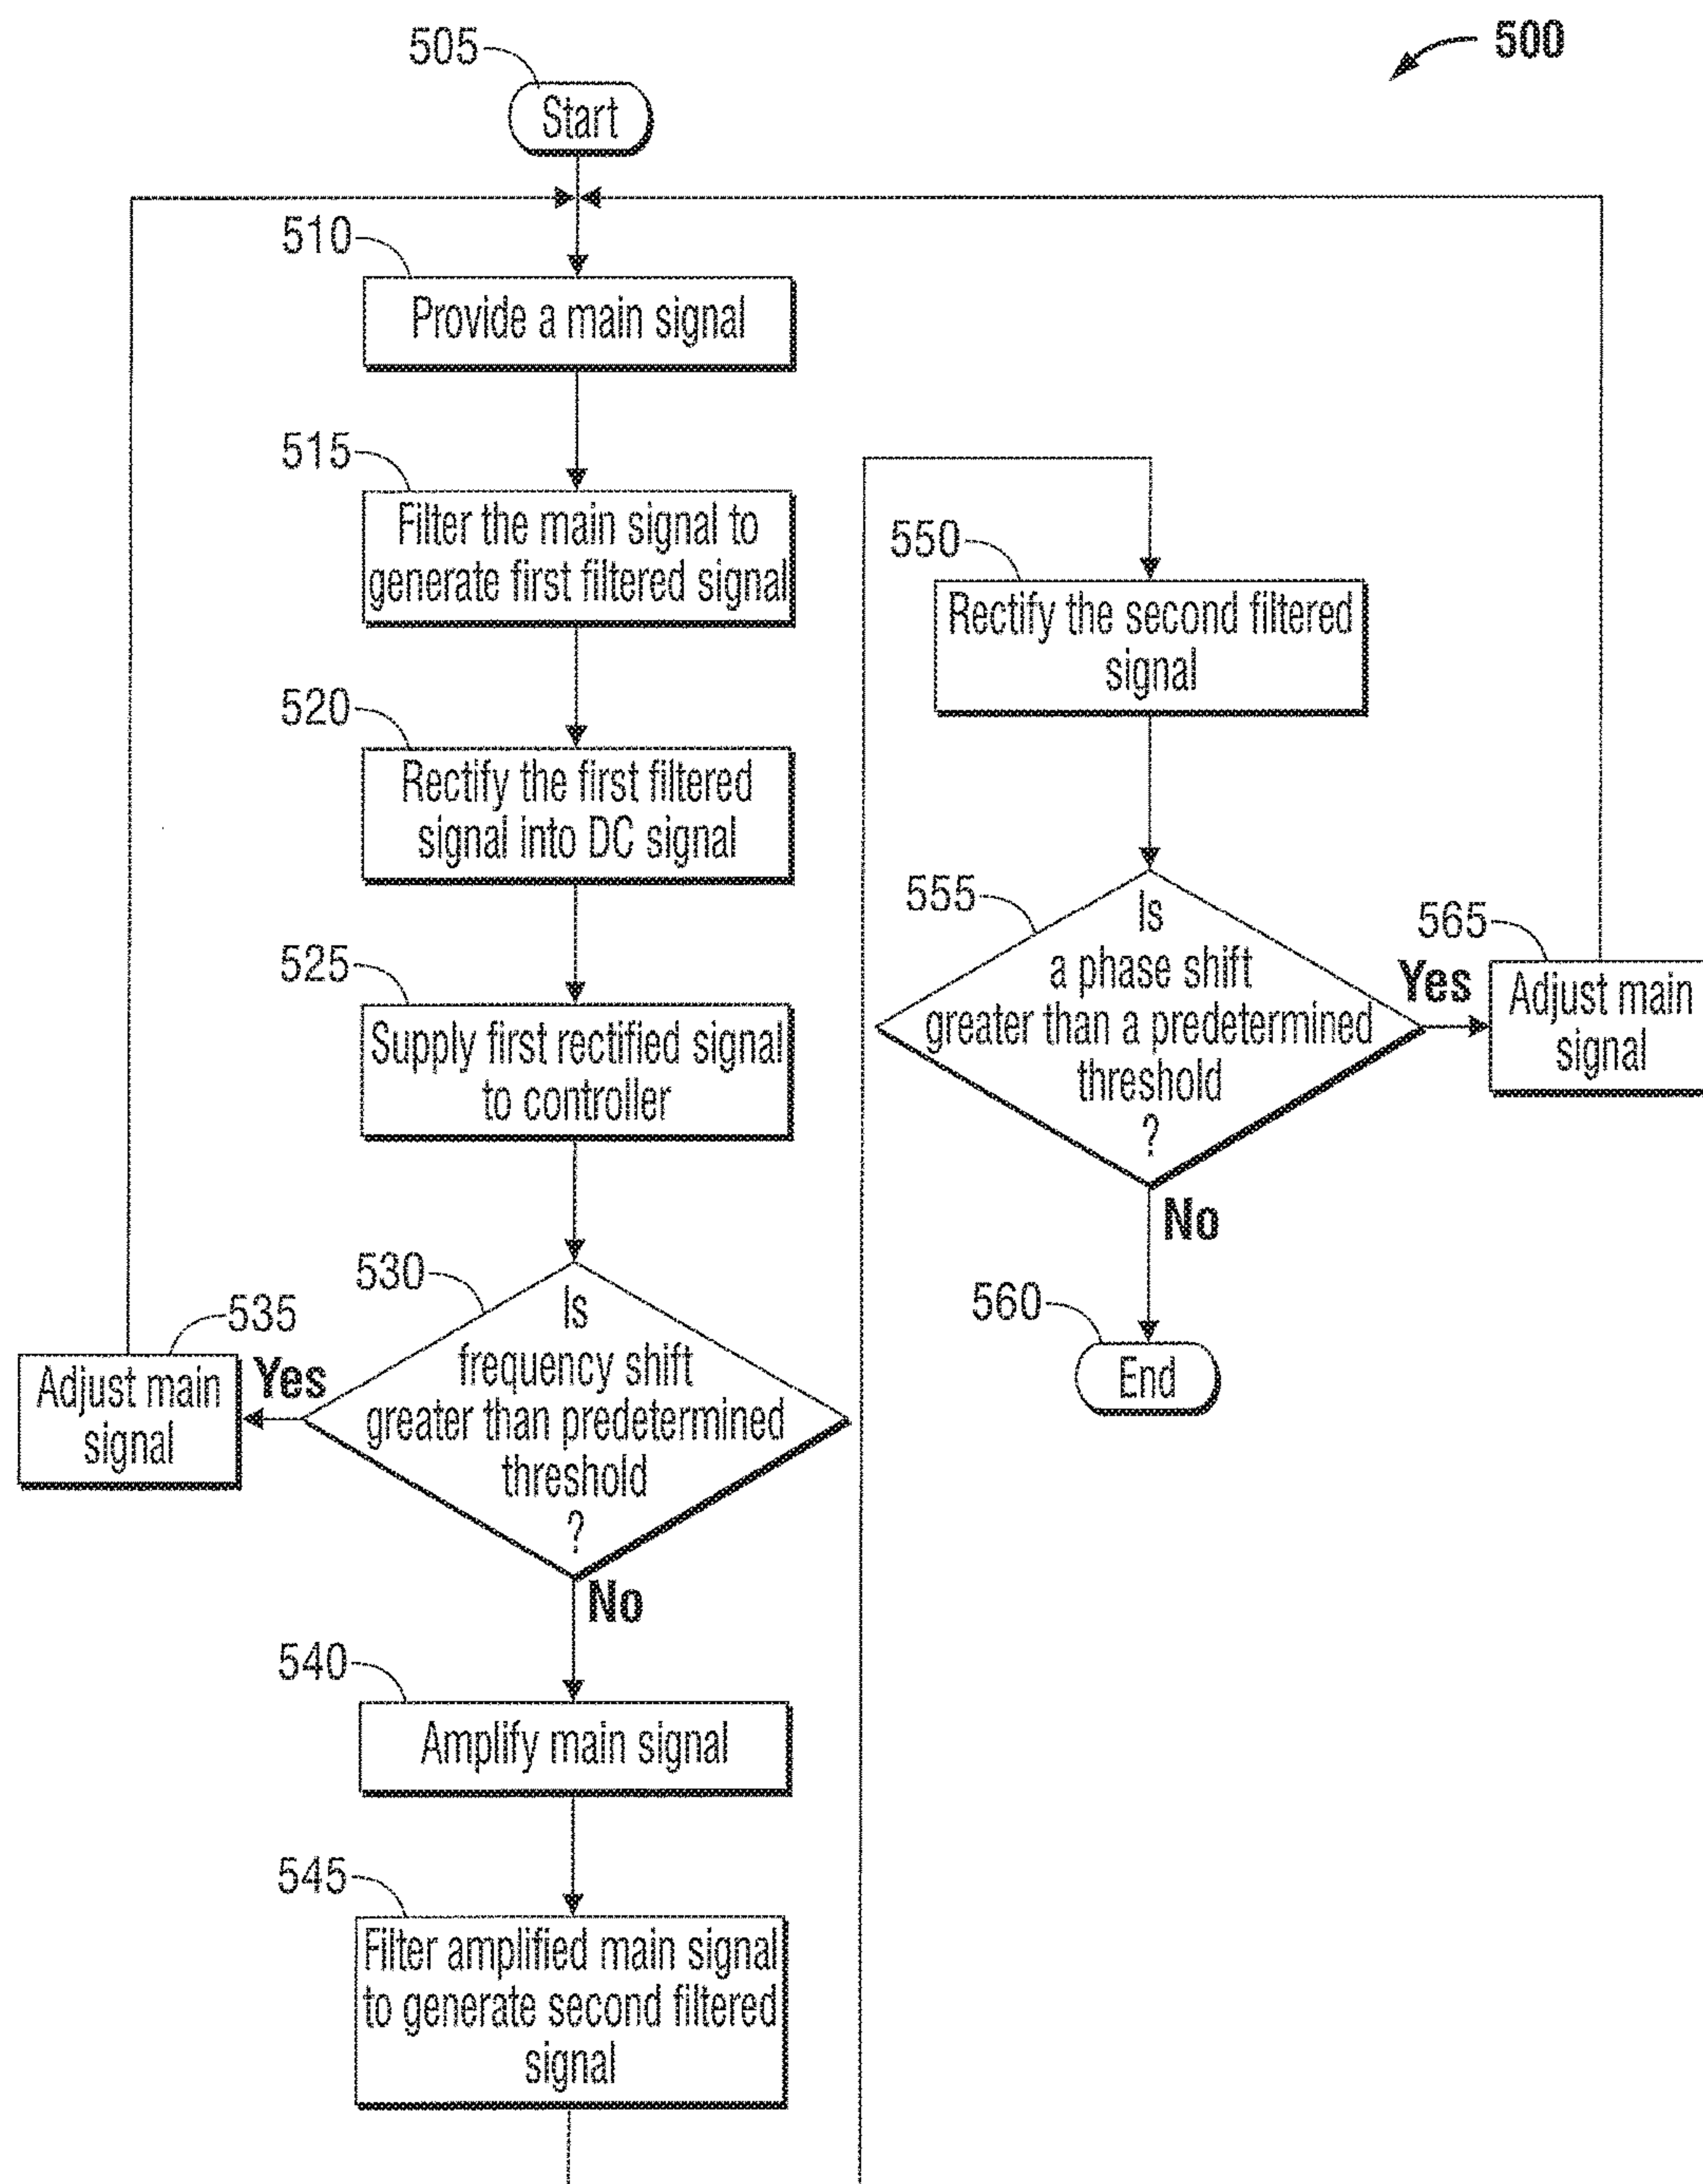 500
505
Start
510
Provide a main signal
515
Filter the main signal to
generate first filtered signal
520
Rectify the first filtered
signal into DC signal
525
Supply first rectified signal
to controller
530
Is
frequency shift
greater than predetermined
threshold
?
Yes
535
Adjust main
signal
No
540
Amplify main signal
545
Filter amplified main signal
to generate second filtered
signal
550
Rectify the second filtered
signal
555
Is
a phase shift
greater than a predetermined
threshold
?
Yes
565
Adjust main
signal
No
560
End